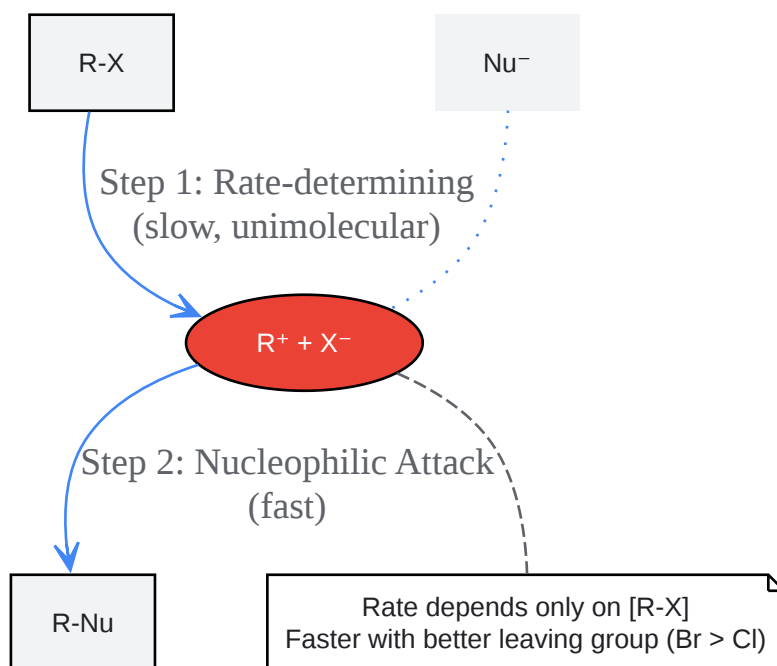 R-X
Nu⁻
Step 1: Rate-determining
(slow, unimolecular)
R⁺ + X⁻
Step 2: Nucleophilic Attack
(fast)
R-Nu
Rate depends only on [R-X]
Faster with better leaving group (Br > Cl)